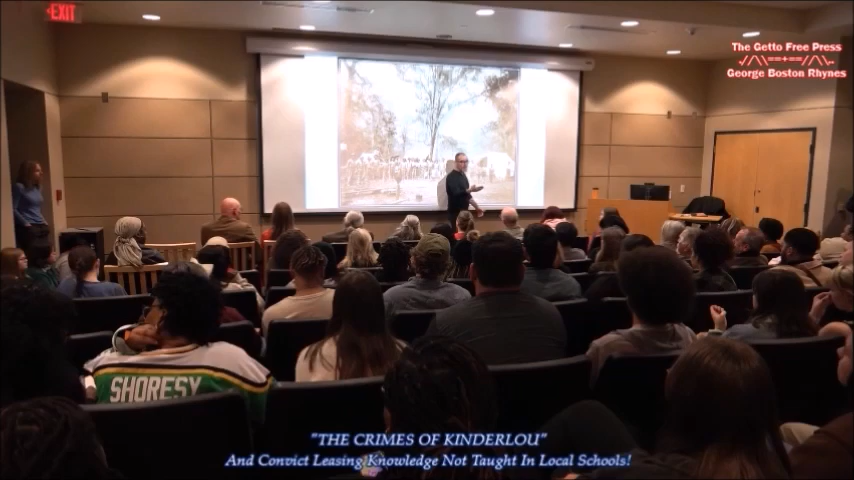 EXIT
The Getto Free Press
George Boston Rhynes
SHORESY
"THE CRIMES OF KINDERLOU"
And Convict Leasing Knowledge Not Taught In Local Schools!